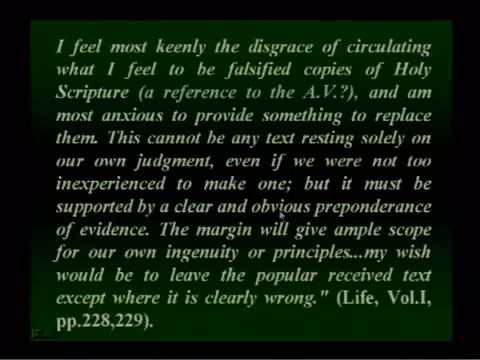 I feel most keenly the disgrace of circulating
what I feel to be falsified copies of Holy
Scripture (a reference to the A.V.?), and am
most anxious to provide something to replace
them. This cannot be any text resting solely on
our own judgment, even if we were not too
inexperienced to make one; but it must be
supported by a clear and obvious preponderance
of evidence. The margin will give ample scope
for our own ingenuity or principles...my wish
would be to leave the popular received text
except where it is clearly wrong." (Life, Vol.I,
pp.228,229).